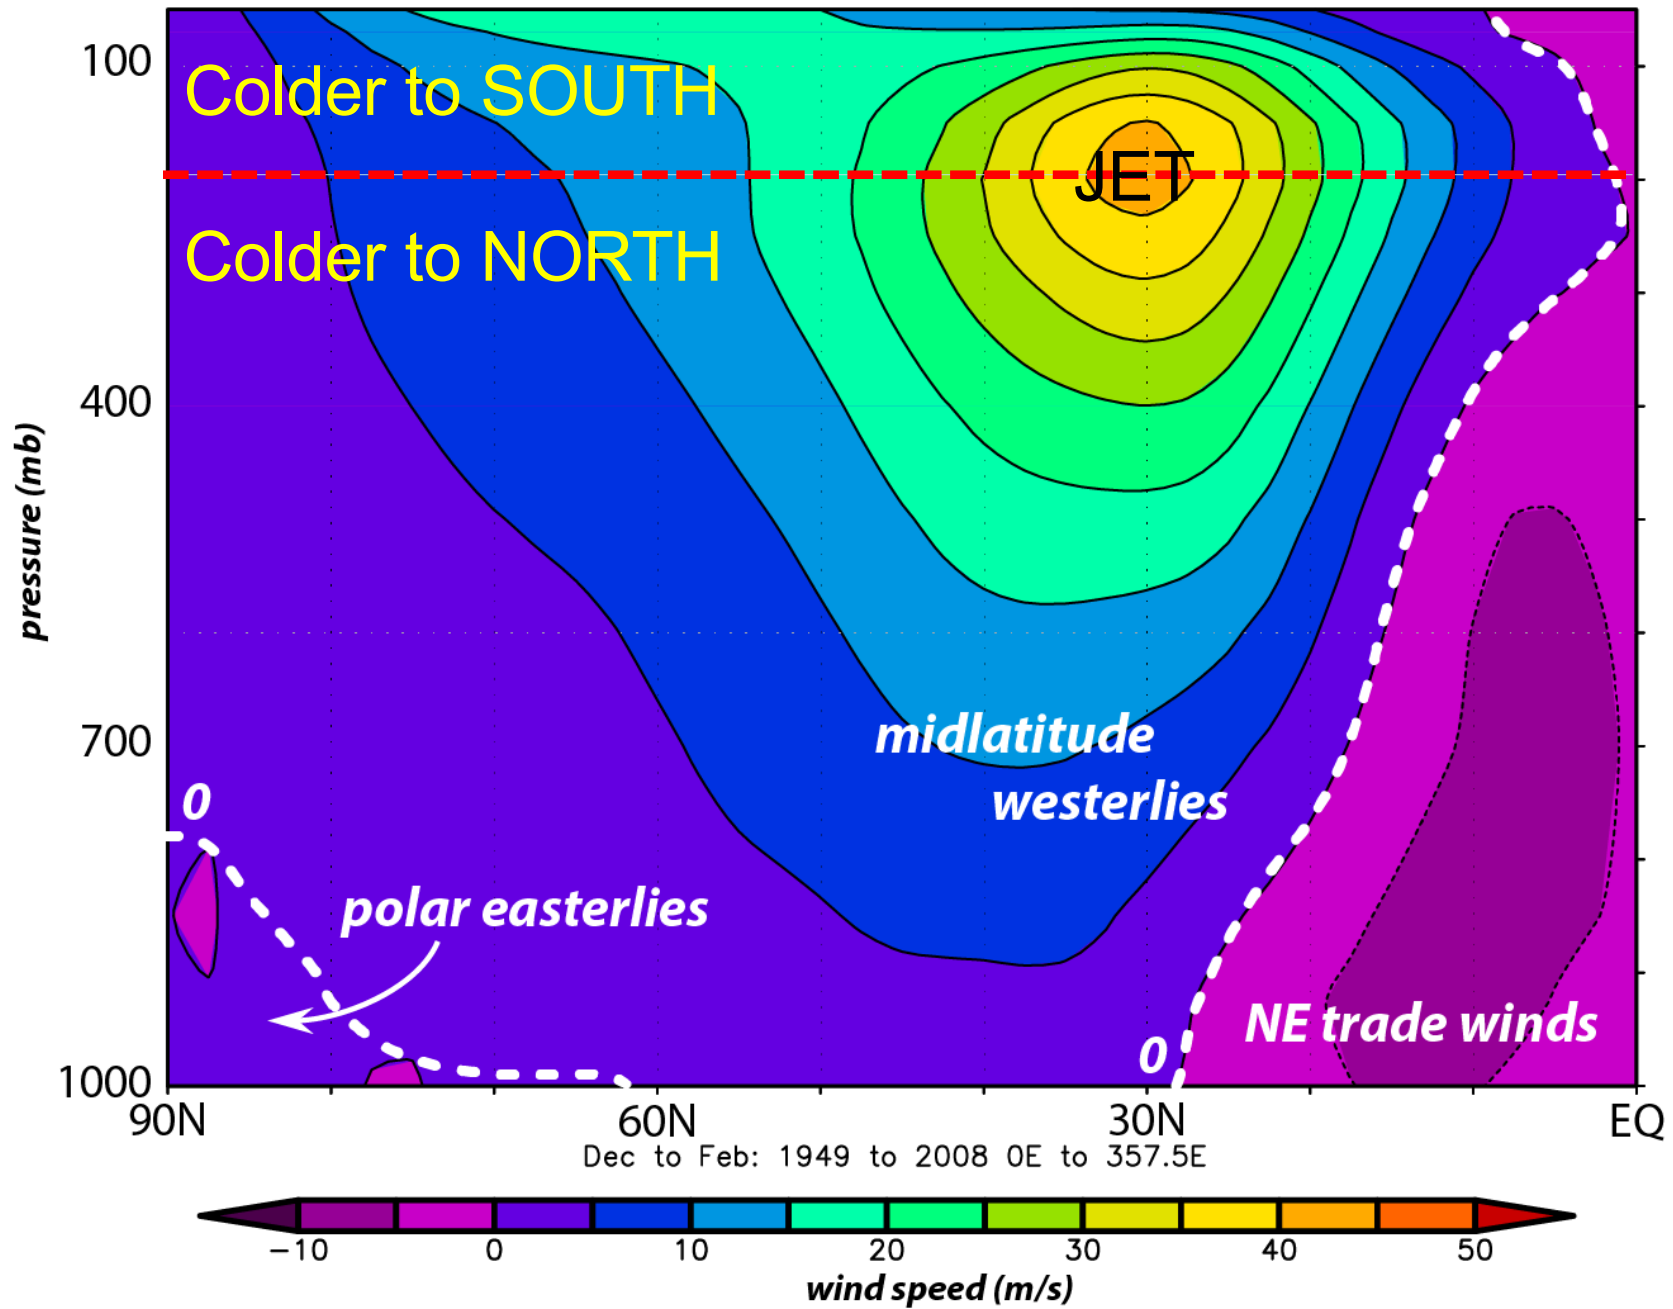 100
Colder to SOUTH
JET
Colder to NORTH
400
pressure (mb)
700
midlatitude
westerlies
0
polar easterlies
NE trade winds
0
1000
90N 60N 30N EQ
Dec to Feb: 1949 to 2008 0E to 357.5E
-10 0 10 20 30 40 50
wind speed (m/s)